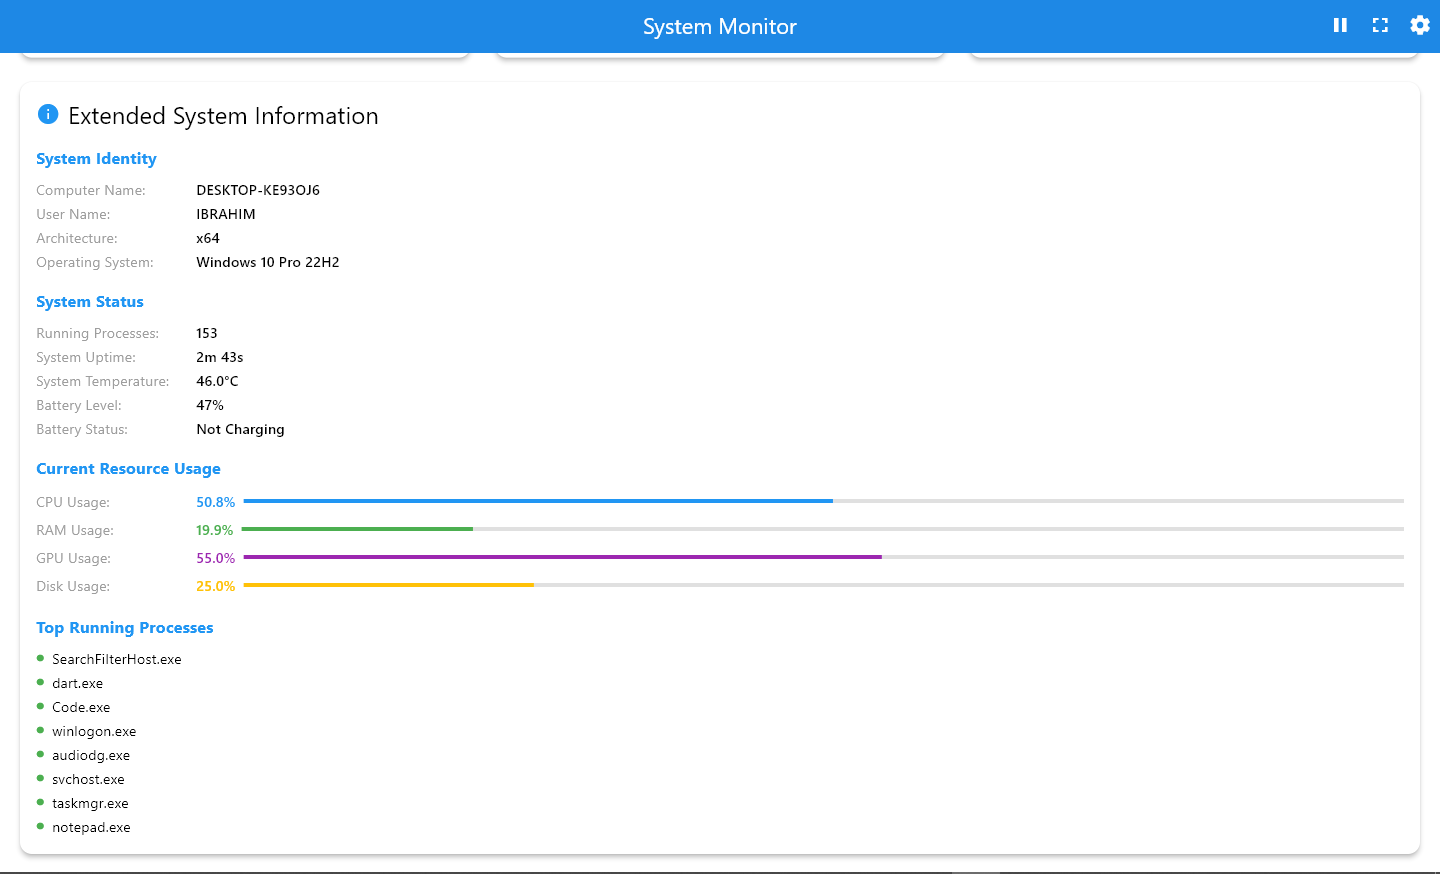 System Monitor
Extended System Information
System Identity
Computer Name: DESKTOP-KE93OJ6
User Name: IBRAHIM
Architecture: x64
Operating System: Windows 10 Pro 22H2
System Status
Running Processes: 153
System Uptime: 2m 43s
System Temperature: 46.0°C
Battery Level: 47%
Battery Status: Not Charging
Current Resource Usage
CPU Usage: 50.8%
RAM Usage: 19.9%
GPU Usage: 55.0%
Disk Usage: 25.0%
Top Running Processes
SearchFilterHost.exe
dart.exe
Code.exe
winlogon.exe
audiodg.exe
svchost.exe
taskmgr.exe
notepad.exe